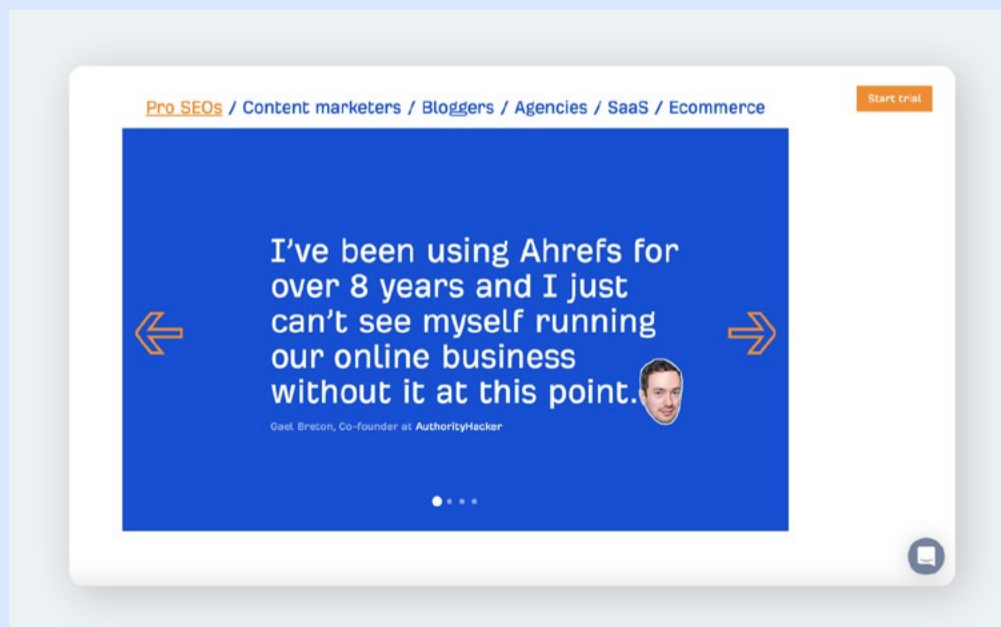 Pro SEOs / Content marketers / Bloggers / Agencies / SaaS / Ecommerce
Start trial
I've been using Ahrefs for
over 8 years and I just
can't see myself running
our online business
without it at this point.
Gael Breton, Co-founder at AuthorityHacker